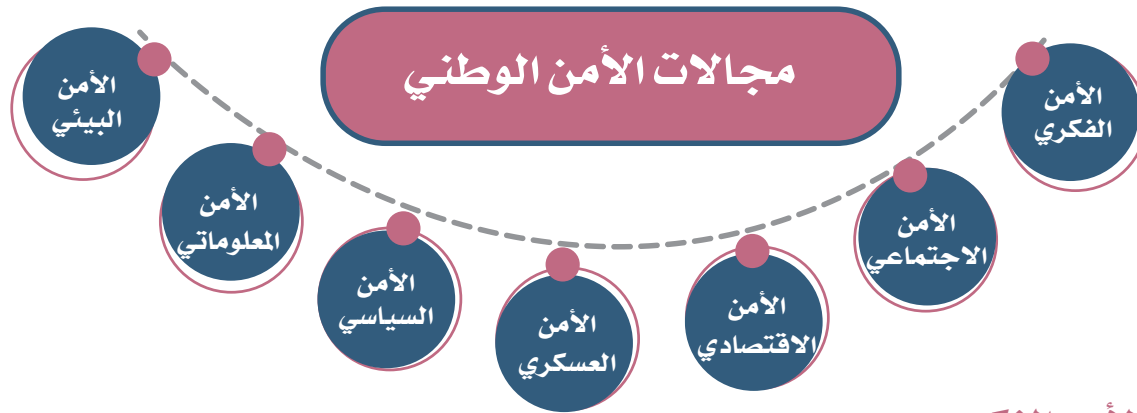 مجالات الأمن الوطني
الأمن
الفكري
الأمن
الاجتماعي
الأمن
الاقتصادي
الأمن
العسكري
الأمن
السياسي
الأمن
المعلوماتي
الأمن
البيئي